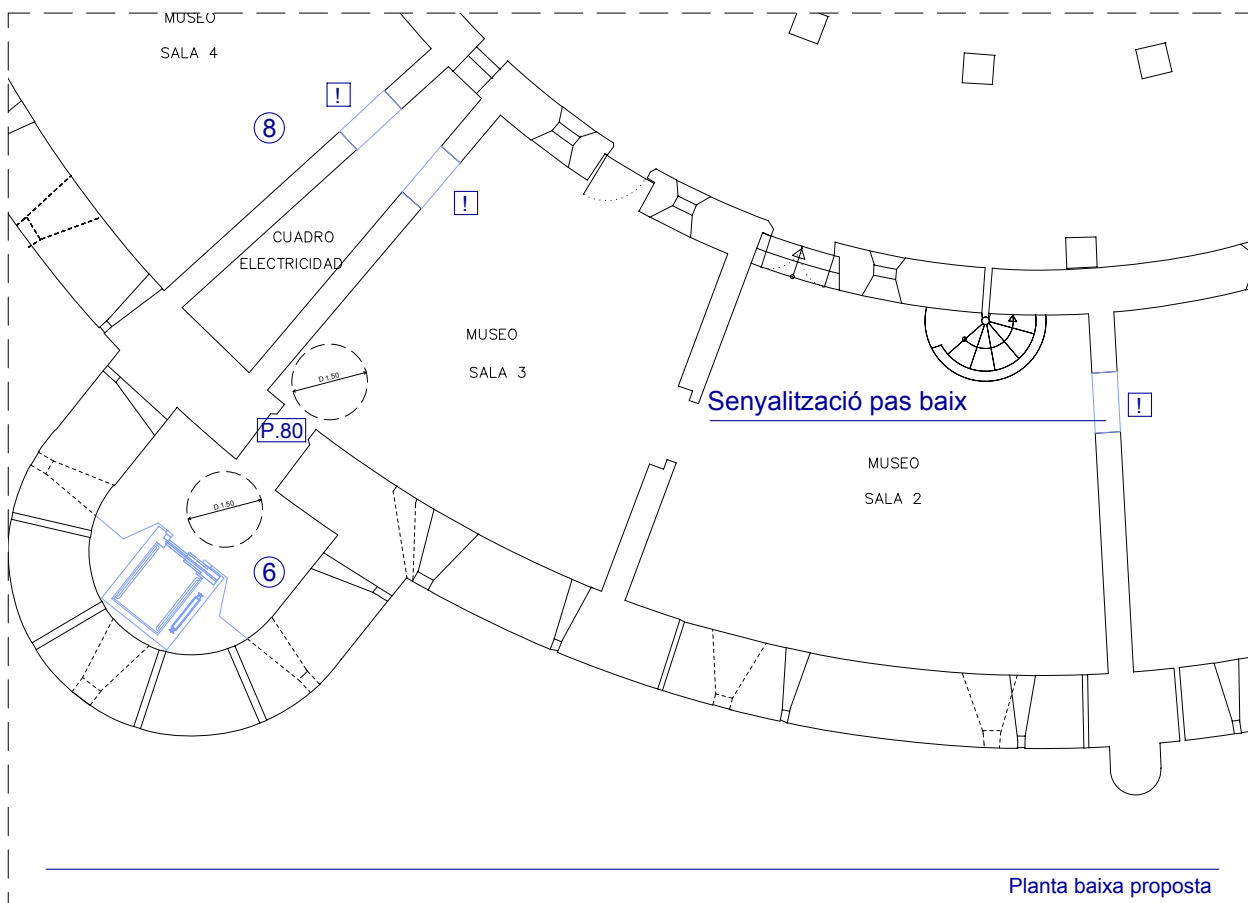 MUSEO
SALA 4
!
8
!
CUADRO
ELECTRICIDAD
MUSEO
SALA 3
D 1.50
P.80
Senyalització pas baix
!
MUSEO
SALA 2
D 1.50
6
Planta baixa proposta